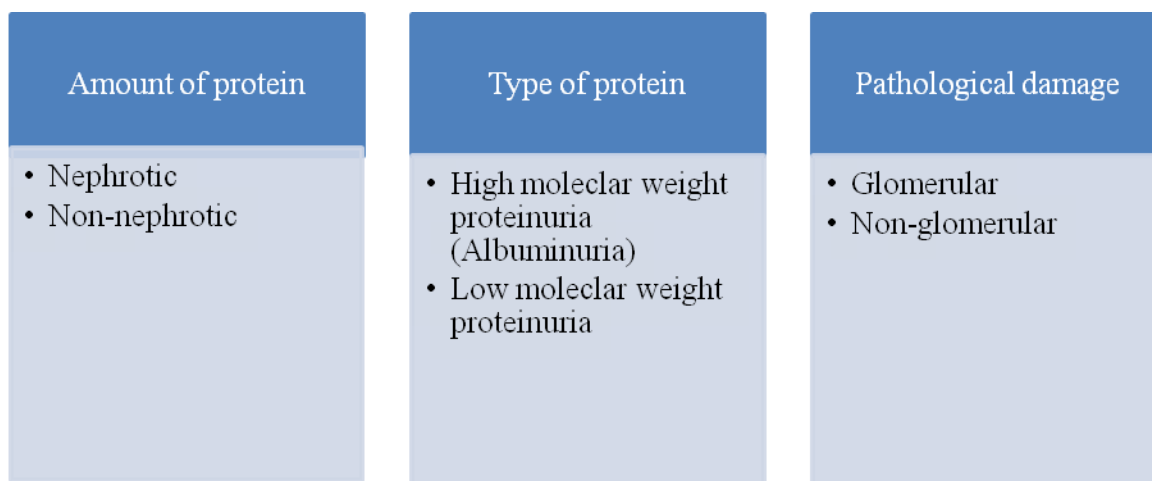 Amount of protein
• Nephrotic
• Non-nephrotic
Type of protein
• High moleclar weight
proteinuria
(Albuminuria)
• Low moleclar weight
proteinuria
Pathological damage
• Glomerular
• Non-glomerular